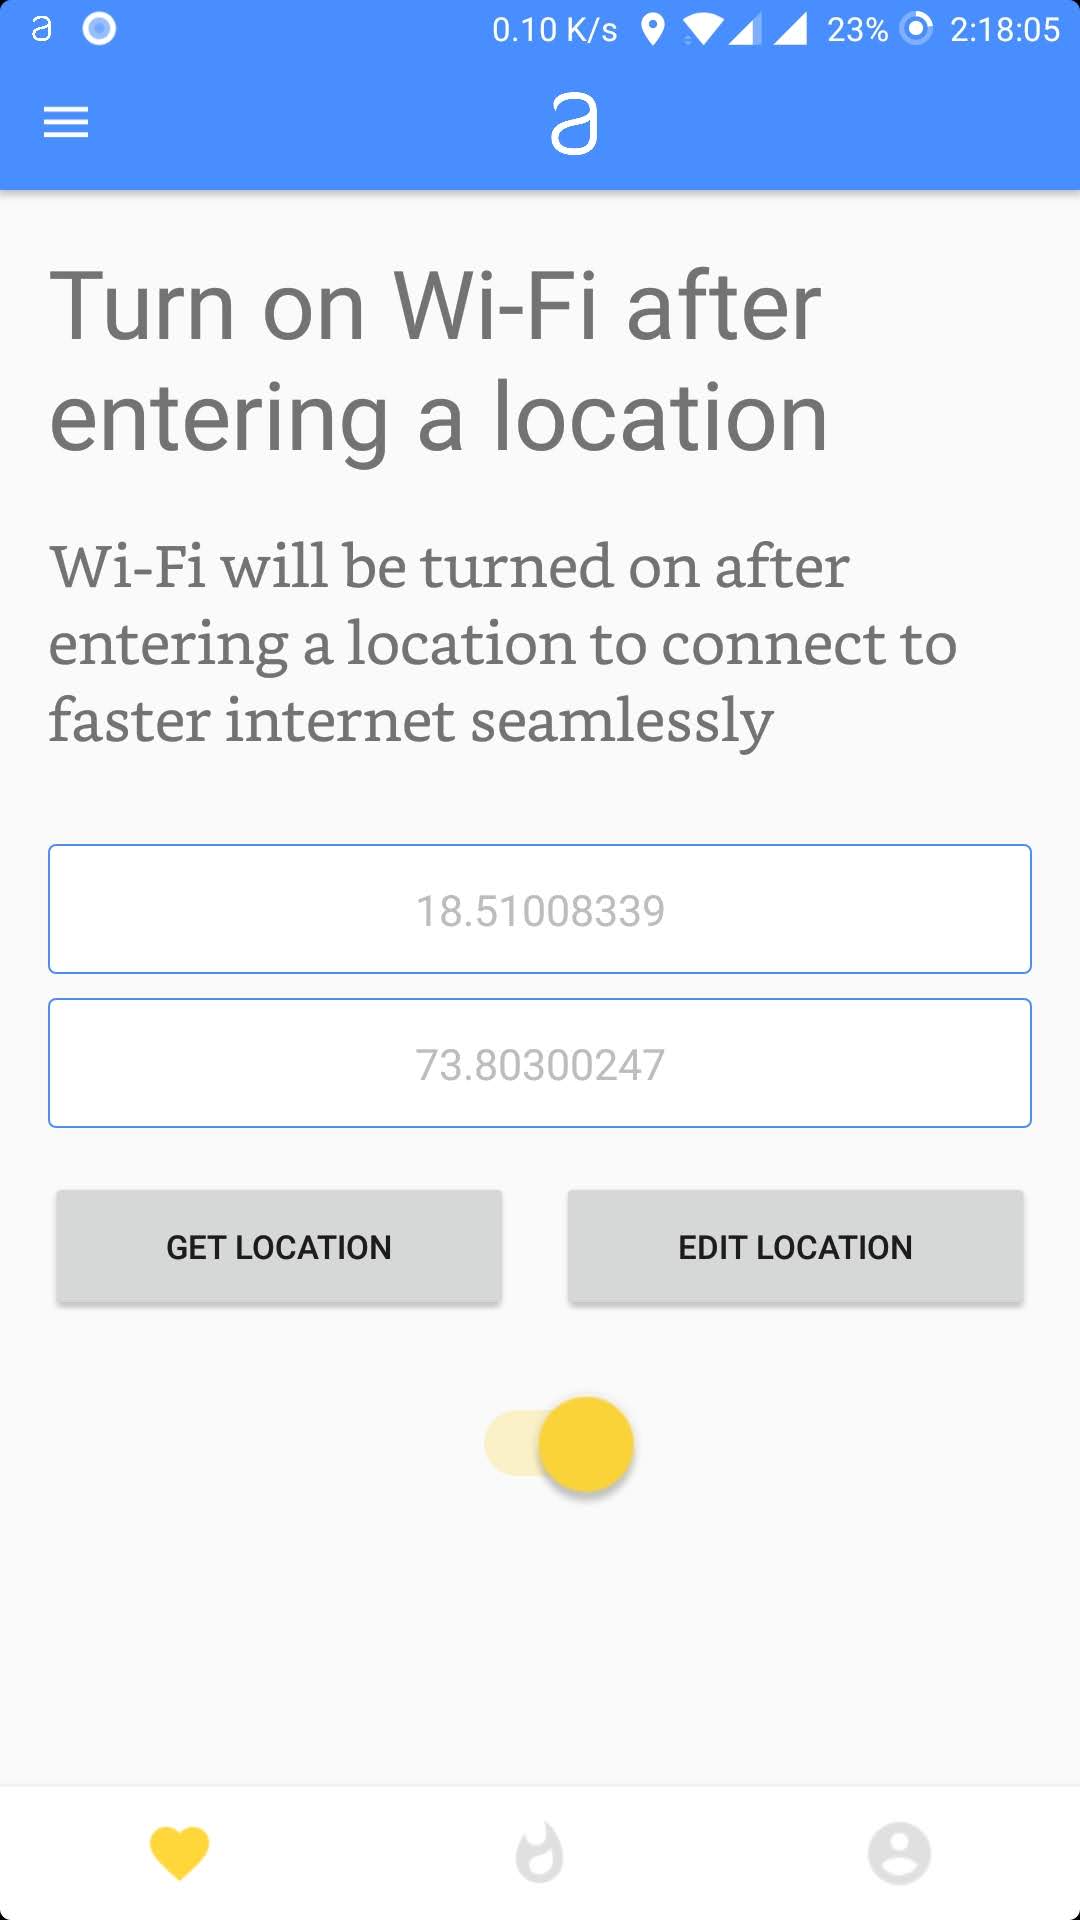 a
0.10 K/s 23% 2:18:05
a
Turn on Wi-Fi after
entering a location
Wi-Fi will be turned on after
entering a location to connect to
faster internet seamlessly
18.51008339
73.80300247
GET LOCATION
EDIT LOCATION